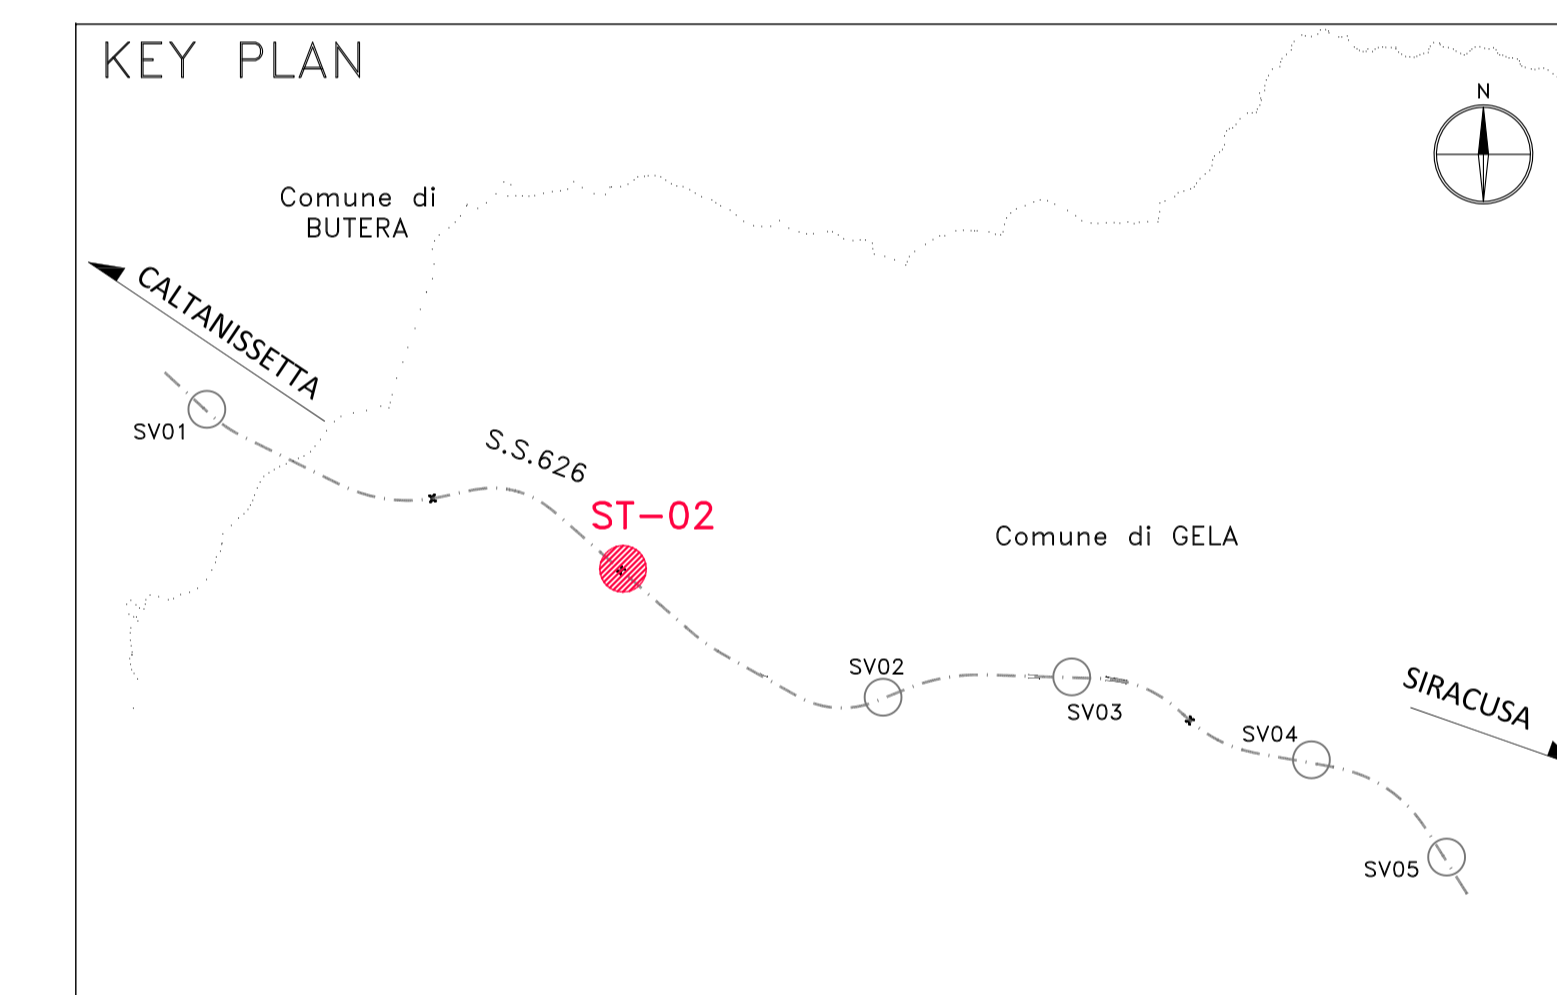 KEY PLAN
N
Comune di
BUTERA
CALTANISSETTA
SV01
S.S.626
ST-02
Comune di GELA
SV02
SV03
SIRACUSA
SV04
SV05